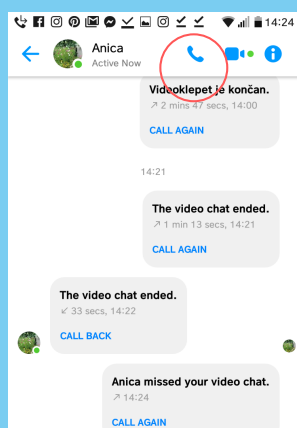 14:24
Anica
Active Now
Videoklepet je končan.
↗ 2 mins 47 secs, 14:00
CALL AGAIN
14:21
The video chat ended.
↗ 1 min 13 secs, 14:21
CALL AGAIN
The video chat ended.
↙ 33 secs, 14:22
CALL BACK
Anica missed your video chat.
↗ 14:24
CALL AGAIN